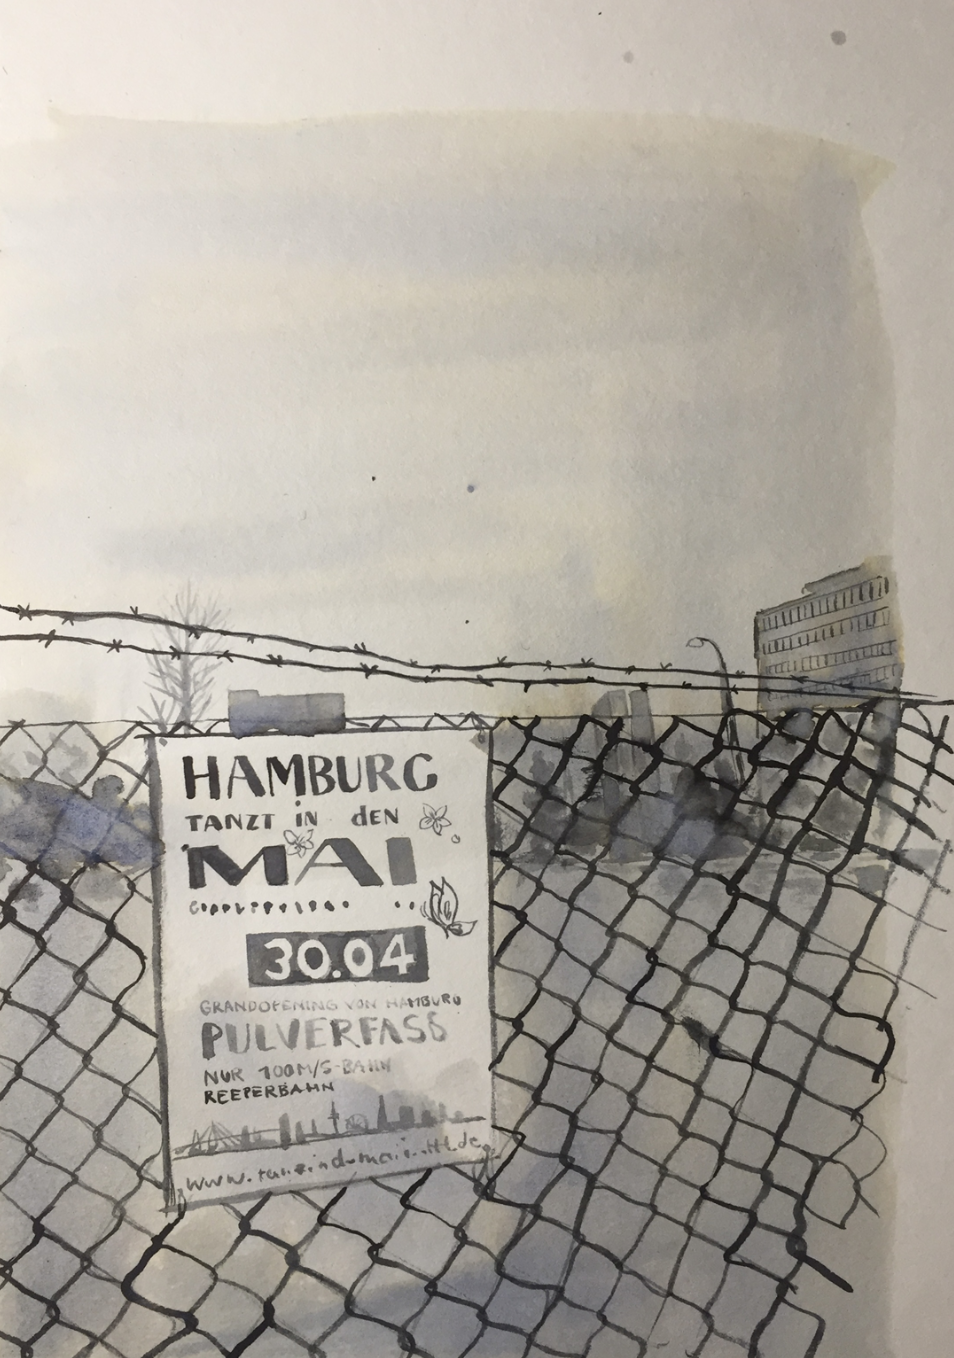 HAMBURG
TANZT in dEN
MAI
30.04
GRANDOPENING VON HAMBURG
PULVERFASS
NUR 100M/S-BAHN
REEPERBAHN